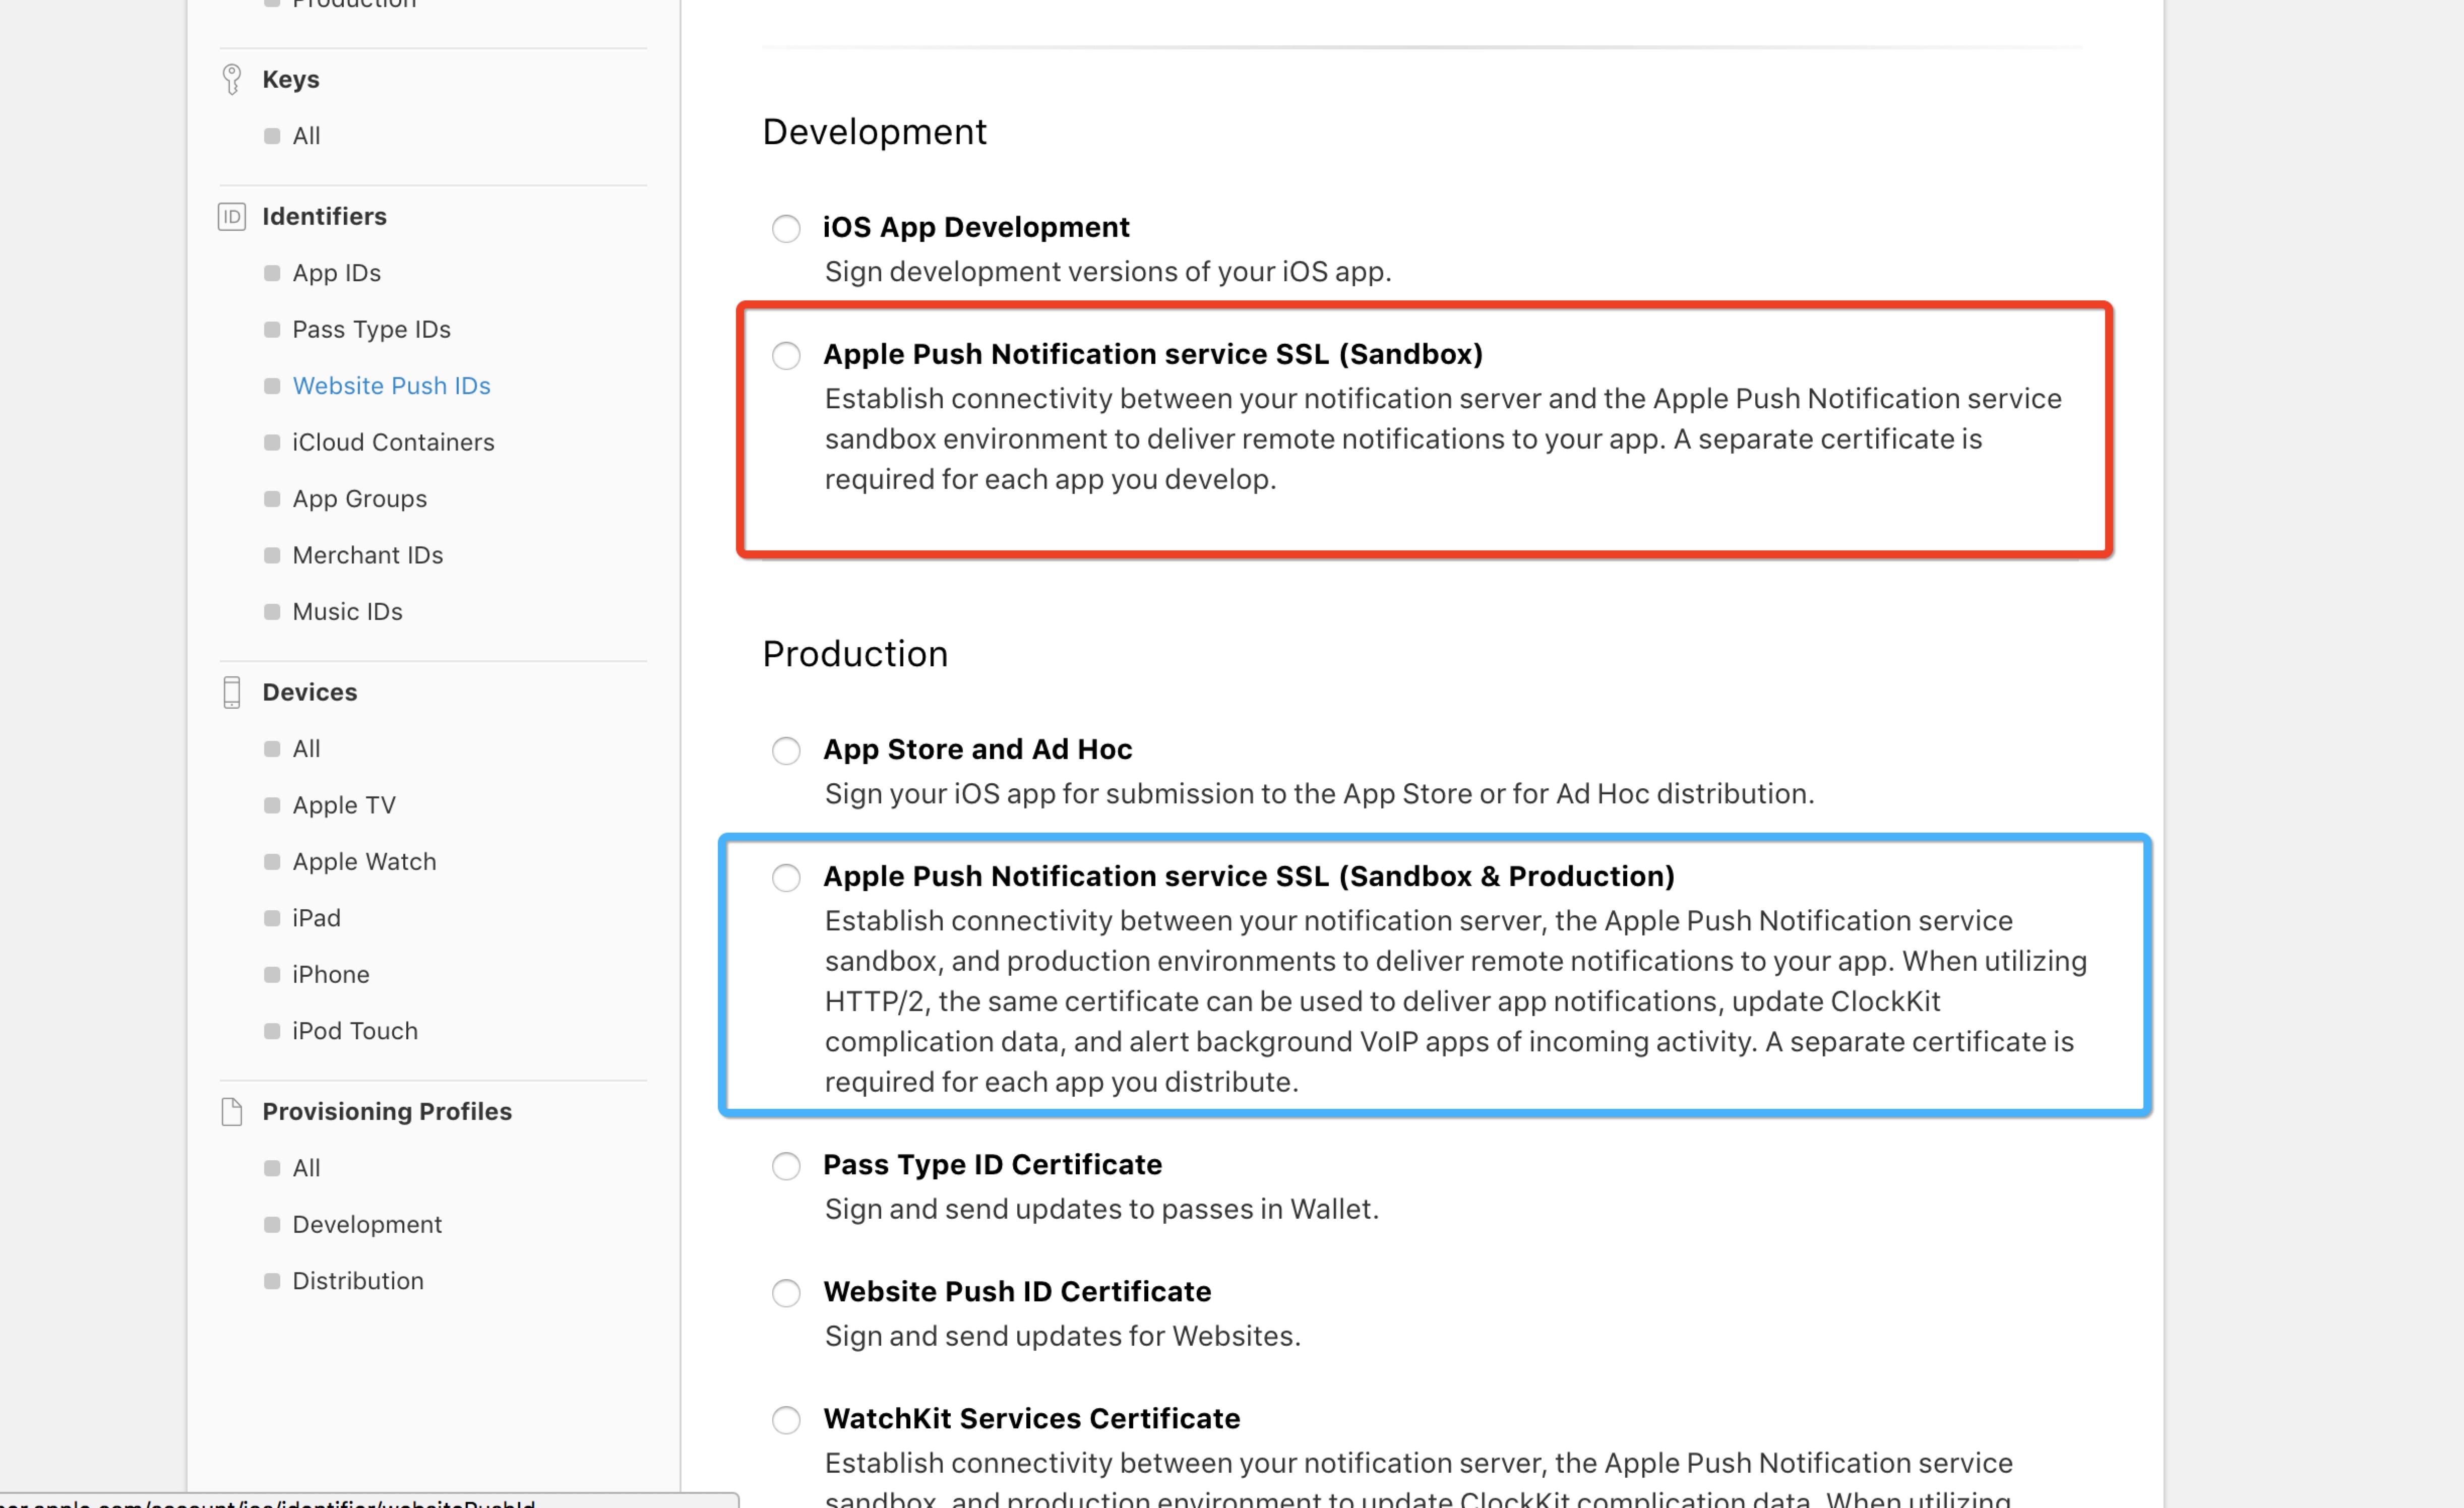 Production
Keys
All
ID
Identifiers
App IDs
Pass Type IDs
Website Push IDs
iCloud Containers
App Groups
Merchant IDs
Music IDs
Devices
All
Apple TV
Apple Watch
iPad
iPhone
iPod Touch
Provisioning Profiles
All
Development
Distribution
Development
iOS App Development
Sign development versions of your iOS app.
Apple Push Notification service SSL (Sandbox)
Establish connectivity between your notification server and the Apple Push Notification service
sandbox environment to deliver remote notifications to your app. A separate certificate is
required for each app you develop.
Production
App Store and Ad Hoc
Sign your iOS app for submission to the App Store or for Ad Hoc distribution.
Apple Push Notification service SSL (Sandbox & Production)
Establish connectivity between your notification server, the Apple Push Notification service
sandbox, and production environments to deliver remote notifications to your app. When utilizing
HTTP/2, the same certificate can be used to deliver app notifications, update ClockKit
complication data, and alert background VoIP apps of incoming activity. A separate certificate is
required for each app you distribute.
Pass Type ID Certificate
Sign and send updates to passes in Wallet.
Website Push ID Certificate
Sign and send updates for Websites.
WatchKit Services Certificate
Establish connectivity between your notification server, the Apple Push Notification service
sandbox, and production environment to update ClockKit complication data. When utilizing
per.apple.com/account/ios/identifier/websitePushId